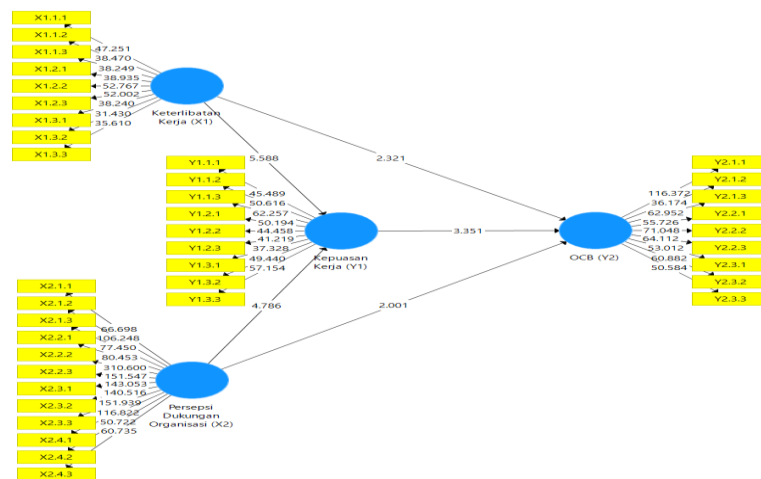 X1.1.1
X1.1.2
X1.1.3
X1.2.1
X1.2.2
X1.2.3
X1.3.1
X1.3.2
X1.3.3
47.251
38.470
38.249
38.935
52.767
52.002
38.240
31.430
35.610
Keterlibatan
Kerja (X1)
5.588
2.321
Y1.1.1
Y1.1.2
Y1.1.3
Y1.2.1
Y1.2.2
Y1.2.3
Y1.3.1
Y1.3.2
Y1.3.3
45.489
50.616
62.257
50.194
44.458
41.219
37.328
49.440
57.154
Kepuasan
Kerja (Y1)
3.351
4.786
2.001
OCB (Y2)
116.372
36.174
62.952
55.726
71.048
64.112
53.012
60.882
50.584
Y2.1.1
Y2.1.2
Y2.1.3
Y2.2.1
Y2.2.2
Y2.2.3
Y2.3.1
Y2.3.2
Y2.3.3
X2.1.1
X2.1.2
X2.1.3
X2.2.1
X2.2.2
X2.2.3
X2.3.1
X2.3.2
X2.3.3
X2.4.1
X2.4.2
X2.4.3
66.698
106.248
77.450
80.453
310.600
151.547
143.053
140.516
151.939
116.822
50.722
60.735
Persepsi
Dukungan
Organisasi (X2)